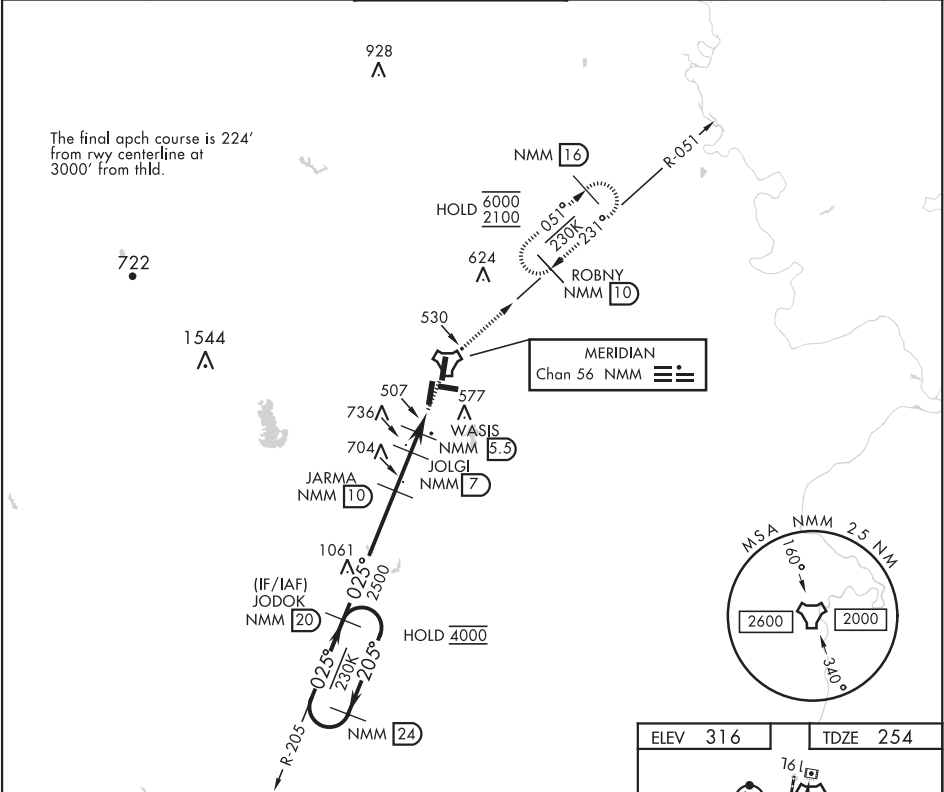 928
The final apch course is 224'
from rwy centerline at
3000' from thld.
NMM 16
R-051
HOLD 6000
2100
051°
230K
231°
722
624
ROBNY
NMM 10
530
1544
MERIDIAN
Chan 56 NMM
507
577
736
WASIS
NMM 5.5
704
JOLGI
NMM 7
JARMA
NMM 10
MSA NMM 25 NM
160°
1061
025°
2500
(IF/IAF)
JODOK
NMM 20
HOLD 4000
2600
2000
025°
230K
205°
340°
NMM 24
R-205
ELEV 316
TDZE 254
19L